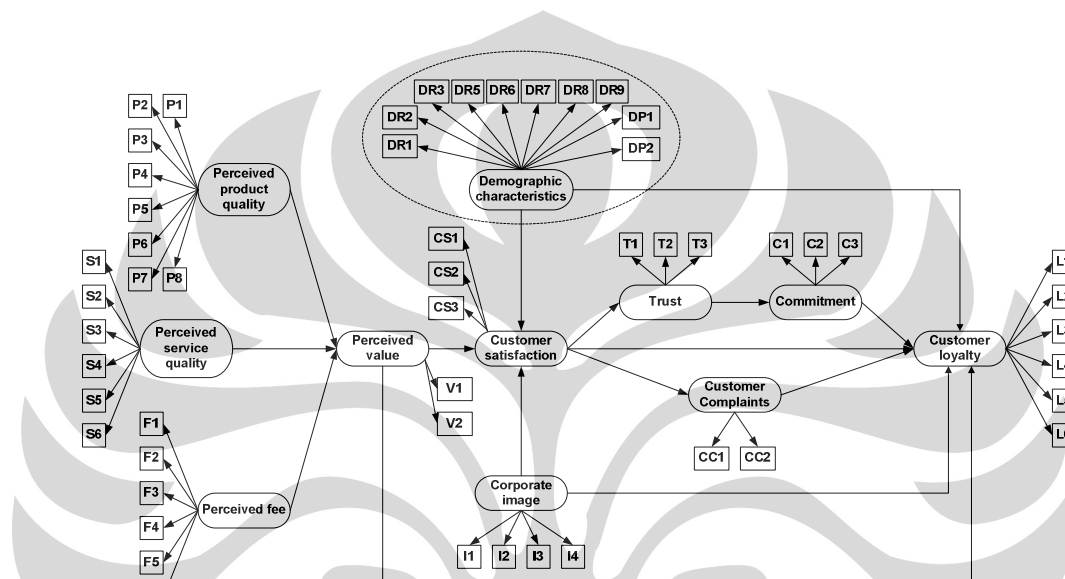 DR3 DR5 DR6 DR7 DR8 DR9
DR2 DP1
DR1 DP2
Demographic
characteristics
P2 P1
P3
P4
P5
P6
P7 P8
Perceived
product
quality
S1
S2
S3
S4
S5
S6
Perceived
service
quality
F1
F2
F3
F4
F5
Perceived fee
Perceived
value
V1
V2
CS1
CS2
CS3
Customer
satisfaction
T1 T2 T3
Trust
C1 C2 C3
Commitment
Customer
Complaints
CC1 CC2
Corporate
image
I1 I2 I3 I4
Customer
loyalty